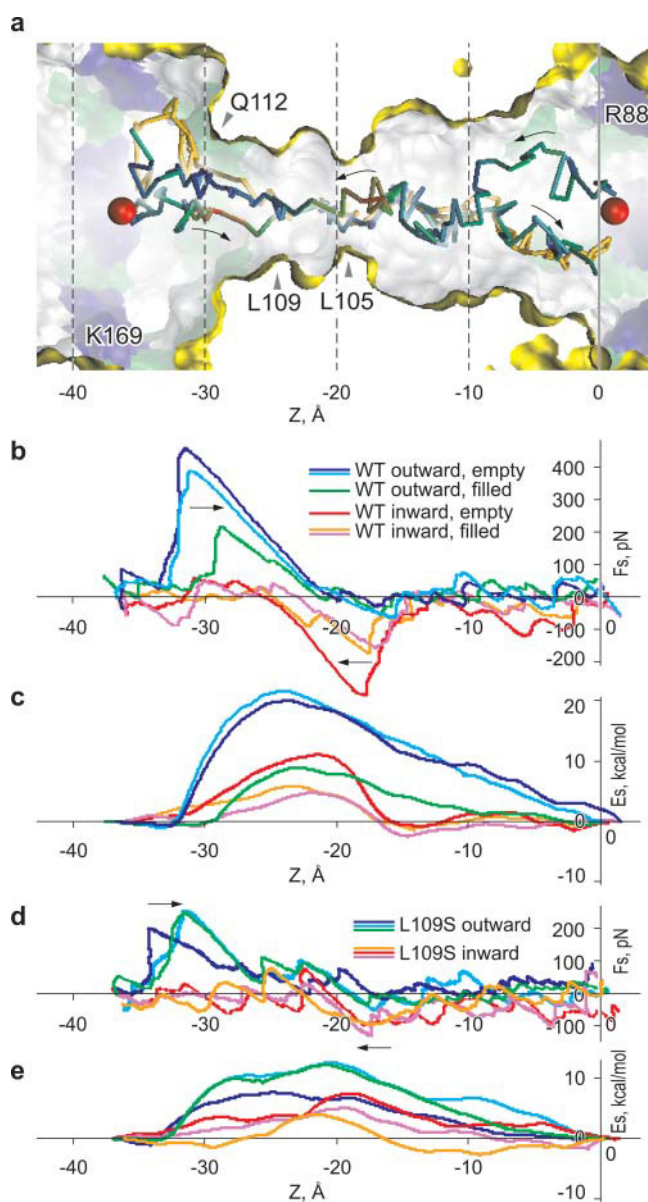 a
Q112
R88
L109
L105
K169
-40 -30 -20 -10 0
Z, Å
b
WT outward, empty
WT outward, filled
WT inward, empty
WT inward, filled
400
300
200
100
0
-100
-200
Fs, pN
-40 -30 -20 -10 0
c
20
10
0
-10
Es, kcal/mol
-40 -30 -20 -10 0
Z, Å
d
L109S outward
L109S inward
200
100
0
-100
Fs, pN
-40 -30 -20 -10 0
e
10
0
-10
Es, kcal/mol
-40 -30 -20 -10 0
Z, Å